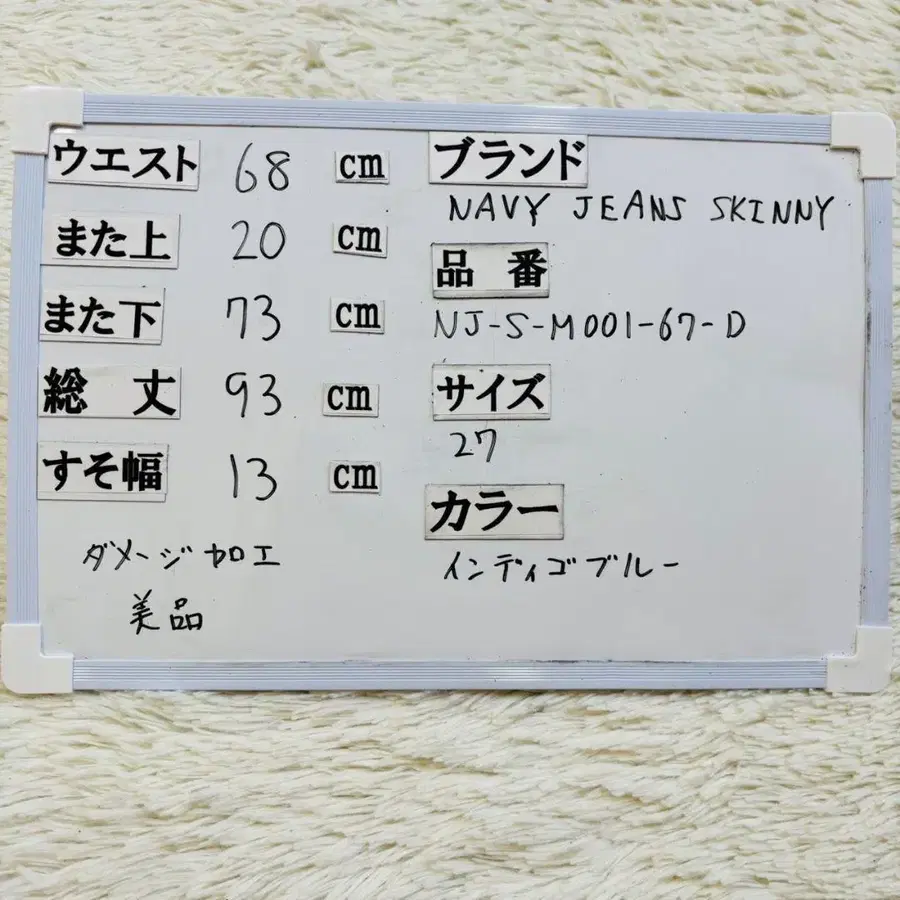 ウエスト 68 cm
また上 20 cm
また下 73 cm
総丈 93 cm
すそ幅 13 cm
ダメージ加工
美品
ブランド
NAVY JEANS SKINNY
品番
NJ-S-M001-67-D
サイズ
27
カラー
インディゴブルー